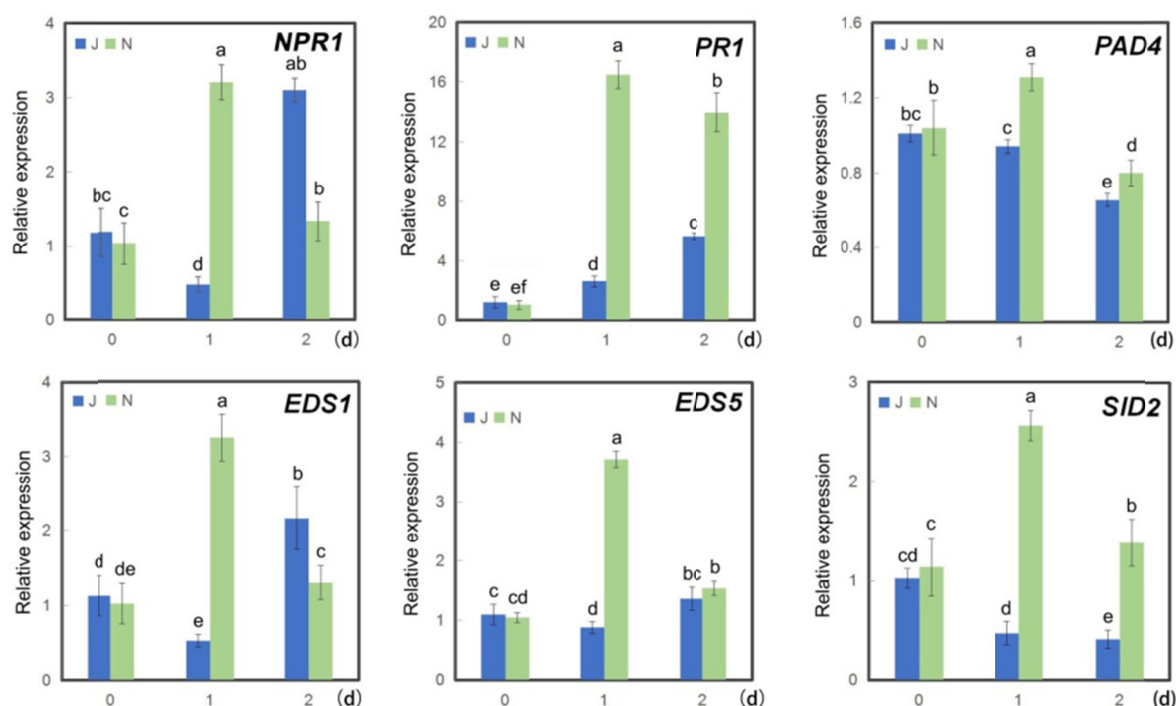 4
3
2
1
0
Relative expression
J N
NPR1
bc c d a ab b
0 1 2 (d)
20
16
12
8
4
0
Relative expression
J N
PR1
e ef d a c b
0 1 2 (d)
1.6
1.2
0.8
0.4
0
Relative expression
J N
PAD4
bc b c a e d
0 1 2 (d)
4
3
2
1
0
Relative expression
J N
EDS1
d de e a b c
0 1 2 (d)
5
4
3
2
1
0
Relative expression
J N
EDS5
c cd d a bc b
0 1 2 (d)
3
2
1
0
Relative expression
J N
SID2
cd c d a e b
0 1 2 (d)